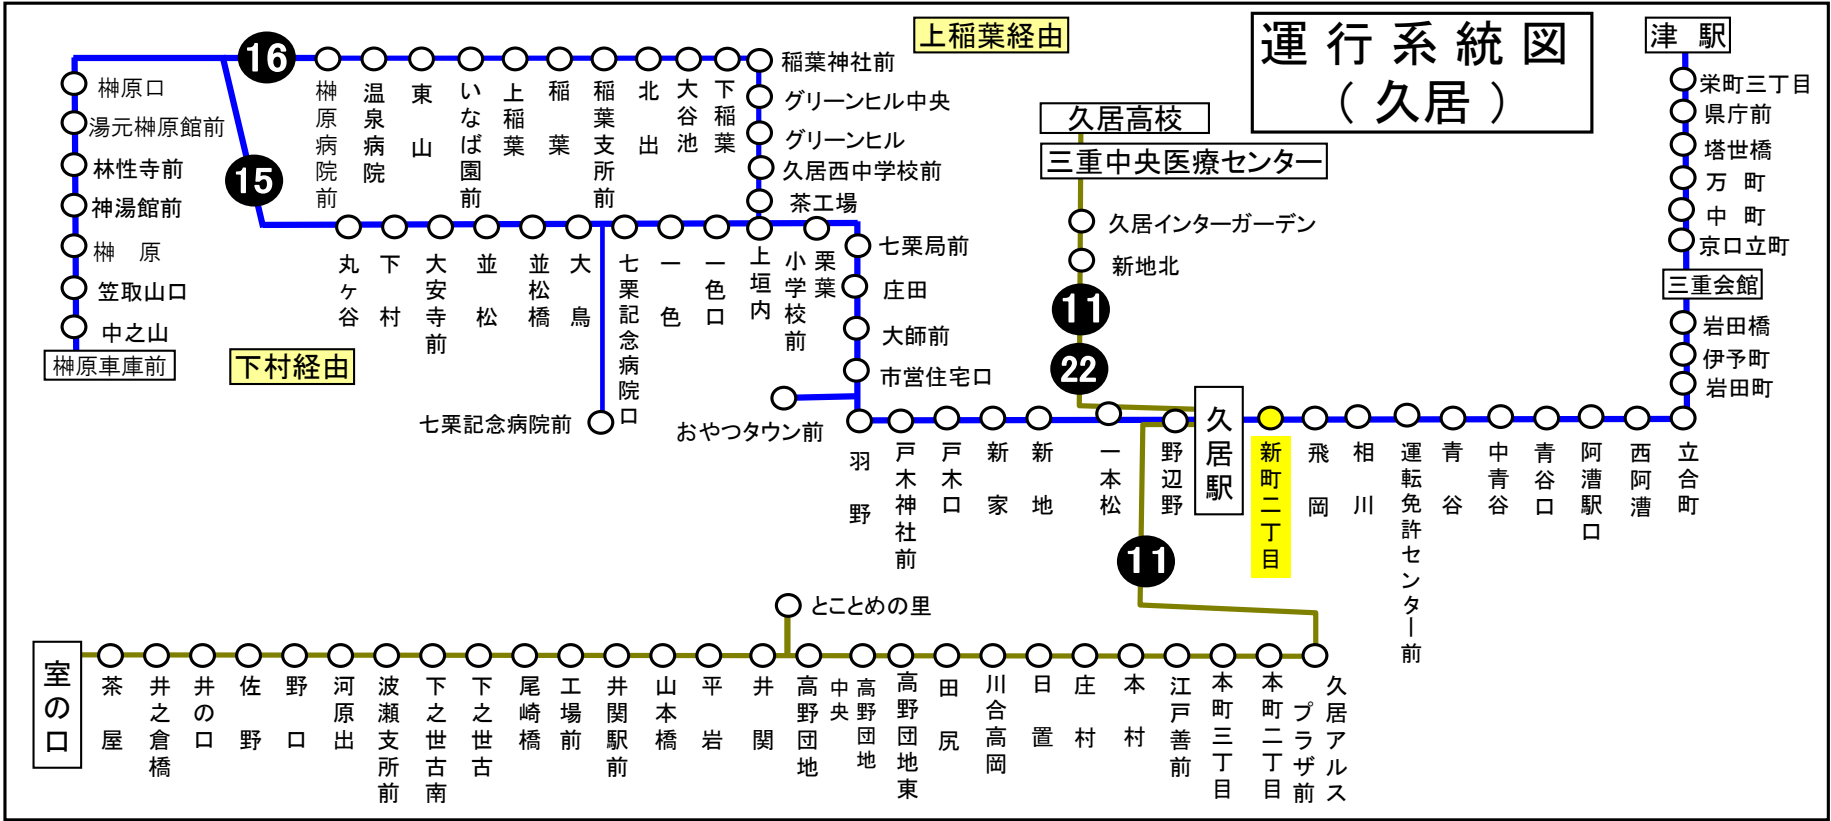 運行系統図
（久居）
上稲葉経由
下村経由
津駅
栄町三丁目
県庁前
塔世橋
万町
中町
京口立町
三重会館
岩田橋
伊予町
岩田町
立合町
西阿漕
阿漕駅口
青谷口
中青谷
青谷
運転免許センター前
相川
飛岡
新町二丁目
久居駅
野辺野
一本松
新地
新家
戸木口
戸木神社前
羽野
おやつタウン前
市営住宅口
大師前
庄田
七栗局前
栗葉
小学校前
上垣内
一色口
一色
七栗記念病院口
七栗記念病院前
大鳥
並松橋
並松
大安寺前
下村
丸ヶ谷
15
16
茶工場
久居西中学校前
グリーンヒル
グリーンヒル中央
稲葉神社前
下稲葉
大谷池
北出
稲葉支所前
稲葉
上稲葉
いなば園前
東山
温泉病院
榊原病院前
榊原口
湯元榊原館前
林性寺前
神湯館前
榊原
笠取山口
中之山
榊原車庫前
久居高校
三重中央医療センター
久居インターガーデン
新地北
11
22
11
久居アルス
プラザ前
本町二丁目
本町三丁目
江戸善前
本村
庄村
日置
川合高岡
田尻
高野団地東
高野団地
中央
高野団地
とことめの里
井関
平岩
山本橋
井関駅前
工場前
尾崎橋
下之世古
下之世古南
波瀬支所前
河原出
野口
佐野
井の口
井之倉橋
茶屋
室の口